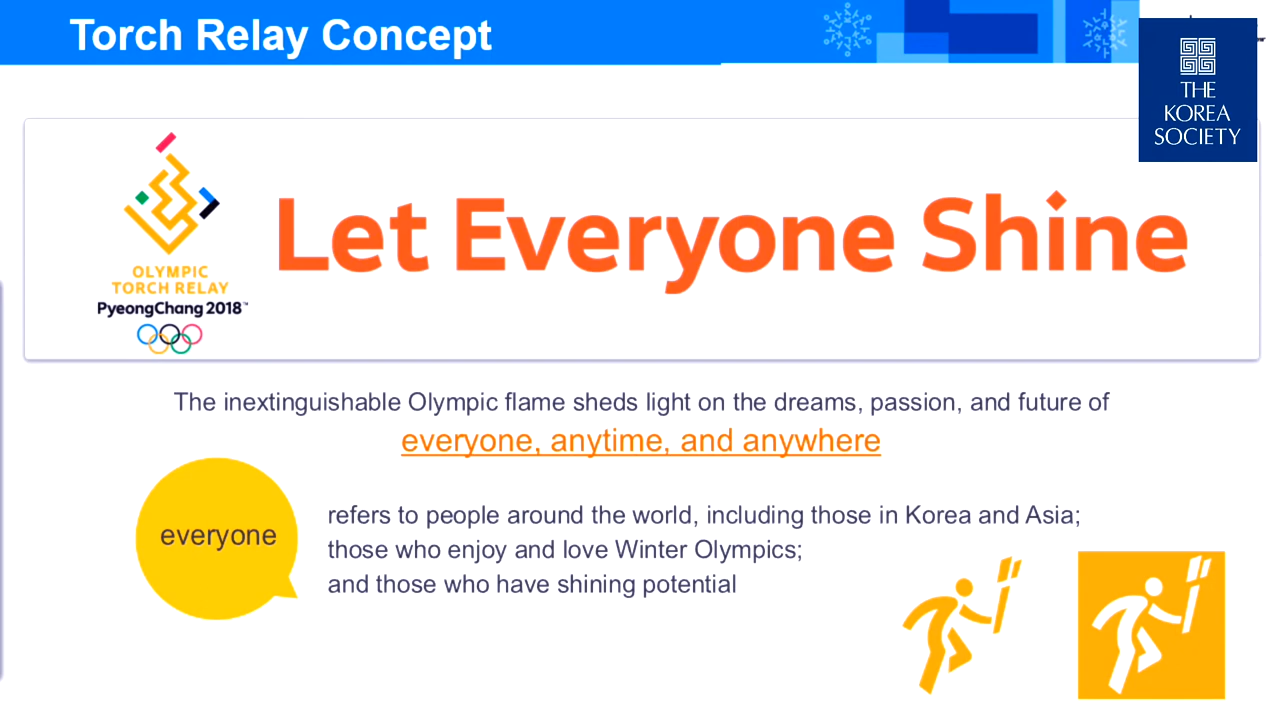 Torch Relay Concept
THE
KOREA
SOCIETY
Let Everyone Shine
OLYMPIC
TORCH RELAY
PyeongChang 2018™
The inextinguishable Olympic flame sheds light on the dreams, passion, and future of
everyone, anytime, and anywhere
everyone
refers to people around the world, including those in Korea and Asia;
those who enjoy and love Winter Olympics;
and those who have shining potential